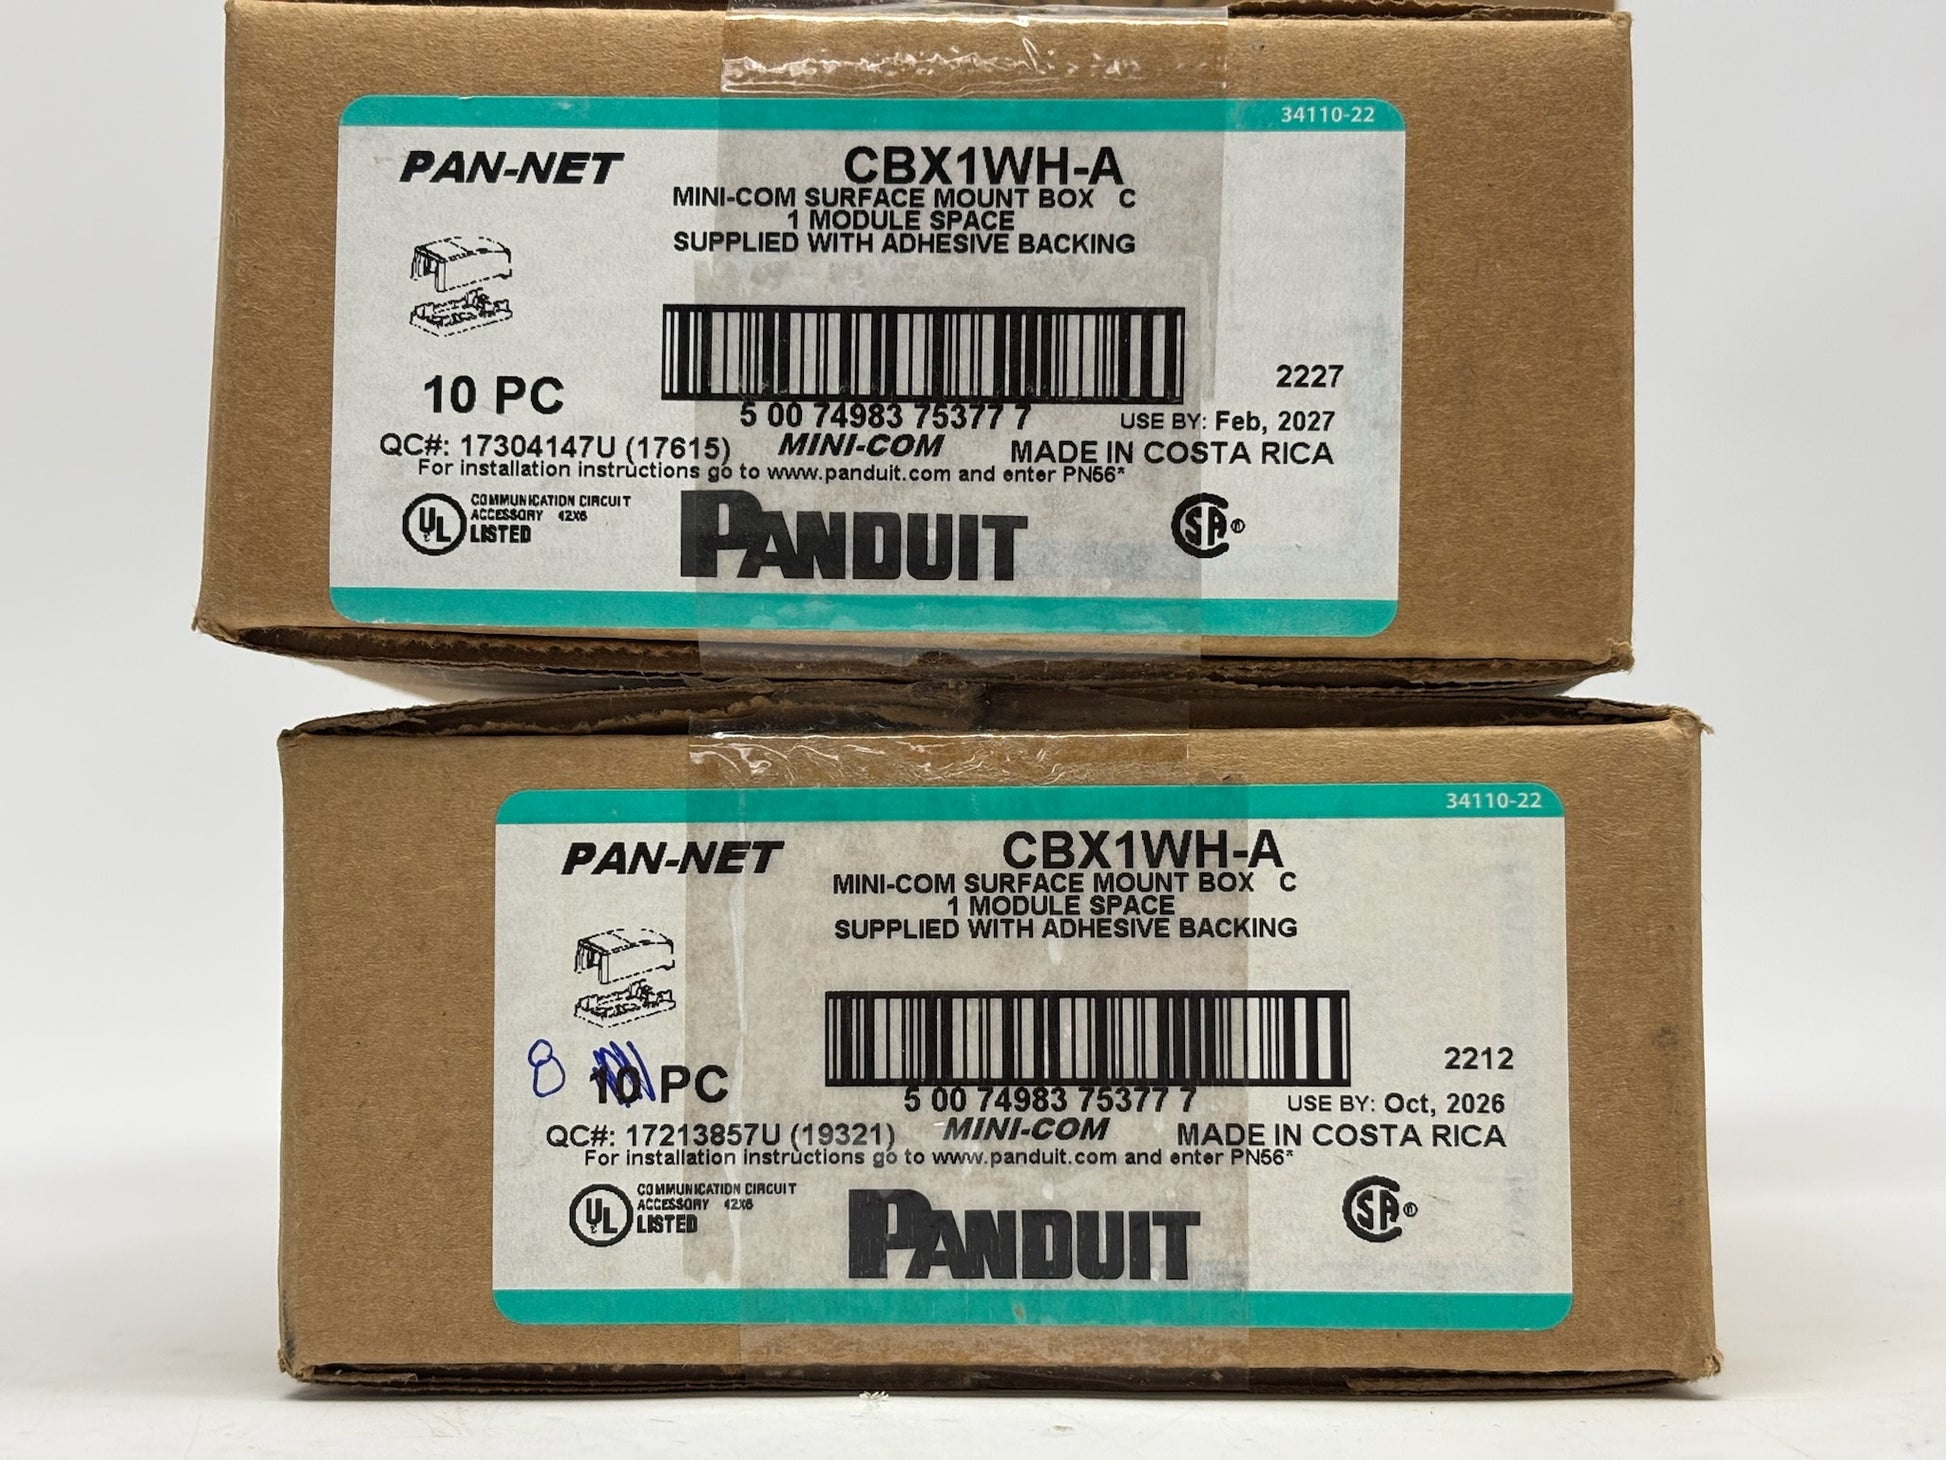 34110-22
PAN-NET
CBX1WH-A
MINI-COM SURFACE MOUNT BOX C
1 MODULE SPACE
SUPPLIED WITH ADHESIVE BACKING
10 PC
2227
5 00 74983 75377 7
USE BY: Feb, 2027
QC#: 17304147U (17615) MINI-COM MADE IN COSTA RICA
For installation instructions go to www.panduit.com and enter PN56*
UL COMMUNICATION CIRCUIT
ACCESSORY 42X6
LISTED
PANDUIT
SA®
34110-22
PAN-NET
CBX1WH-A
MINI-COM SURFACE MOUNT BOX C
1 MODULE SPACE
SUPPLIED WITH ADHESIVE BACKING
8 10 PC
2212
5 00 74983 75377 7
USE BY: Oct, 2026
QC#: 17213857U (19321) MINI-COM MADE IN COSTA RICA
For installation instructions go to www.panduit.com and enter PN56*
UL COMMUNICATION CIRCUIT
ACCESSORY 42X6
LISTED
PANDUIT
SA®